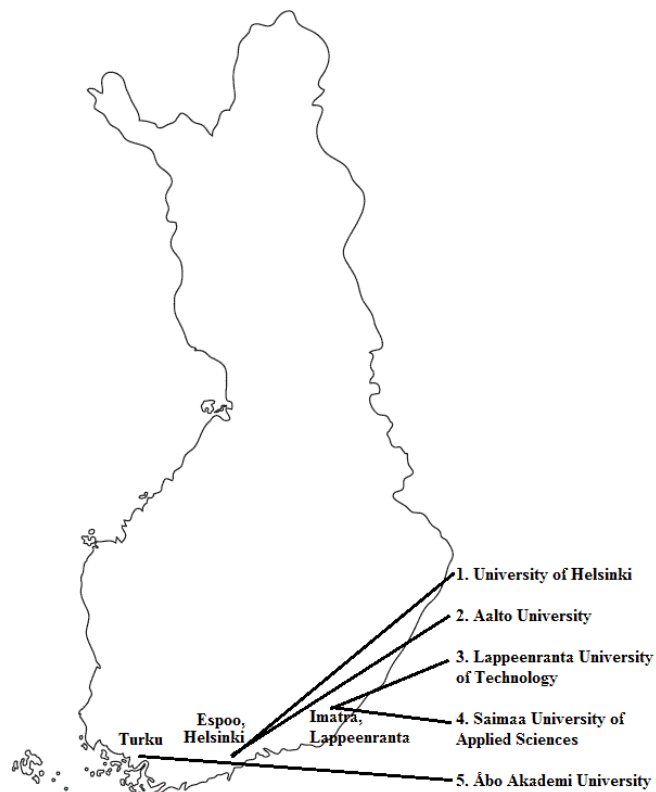 1. University of Helsinki
2. Aalto University
3. Lappeenranta University
of Technology
4. Saimaa University of
Applied Sciences
5. Åbo Akademi University
Espoo,
Helsinki
Imatra,
Lappeenranta
Turku